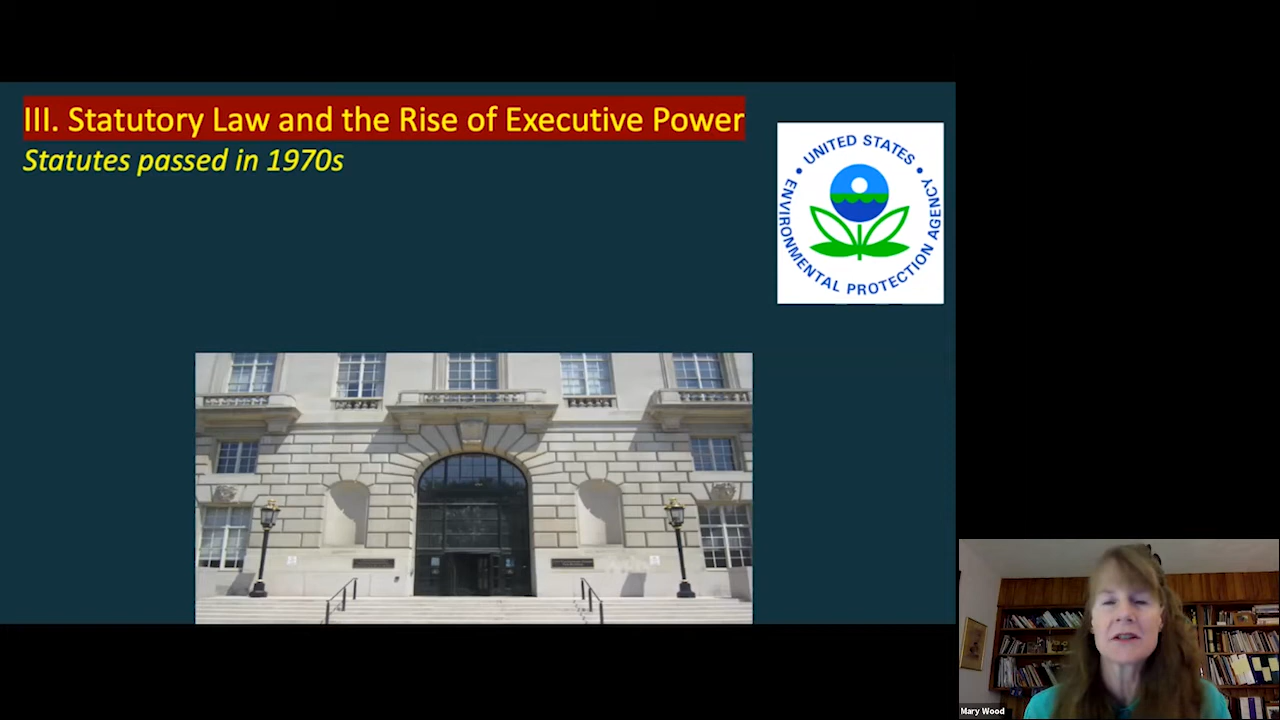 III. Statutory Law and the Rise of Executive Power
Statutes passed in 1970s
• UNITED STATES •
ENVIRONMENTAL PROTECTION AGENCY
Mary Wood